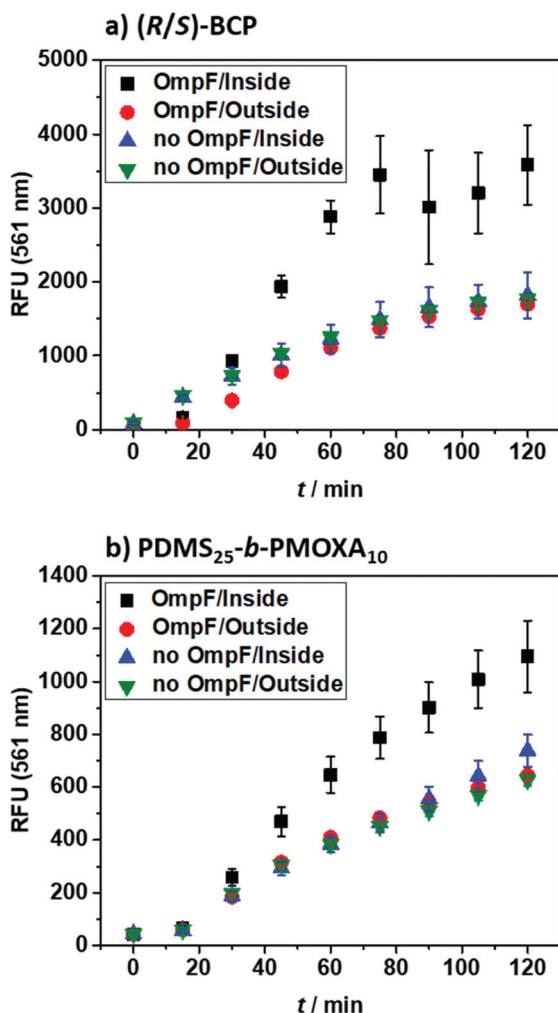 a) (R/S)-BCP
5000
4000
3000
2000
1000
0
RFU (561 nm)
OmpF/Inside
OmpF/Outside
no OmpF/Inside
no OmpF/Outside
0 20 40 60 80 100 120
t / min
b) PDMS₂₅-b-PMOXA₁₀
1400
1200
1000
800
600
400
200
0
RFU (561 nm)
OmpF/Inside
OmpF/Outside
no OmpF/Inside
no OmpF/Outside
0 20 40 60 80 100 120
t / min